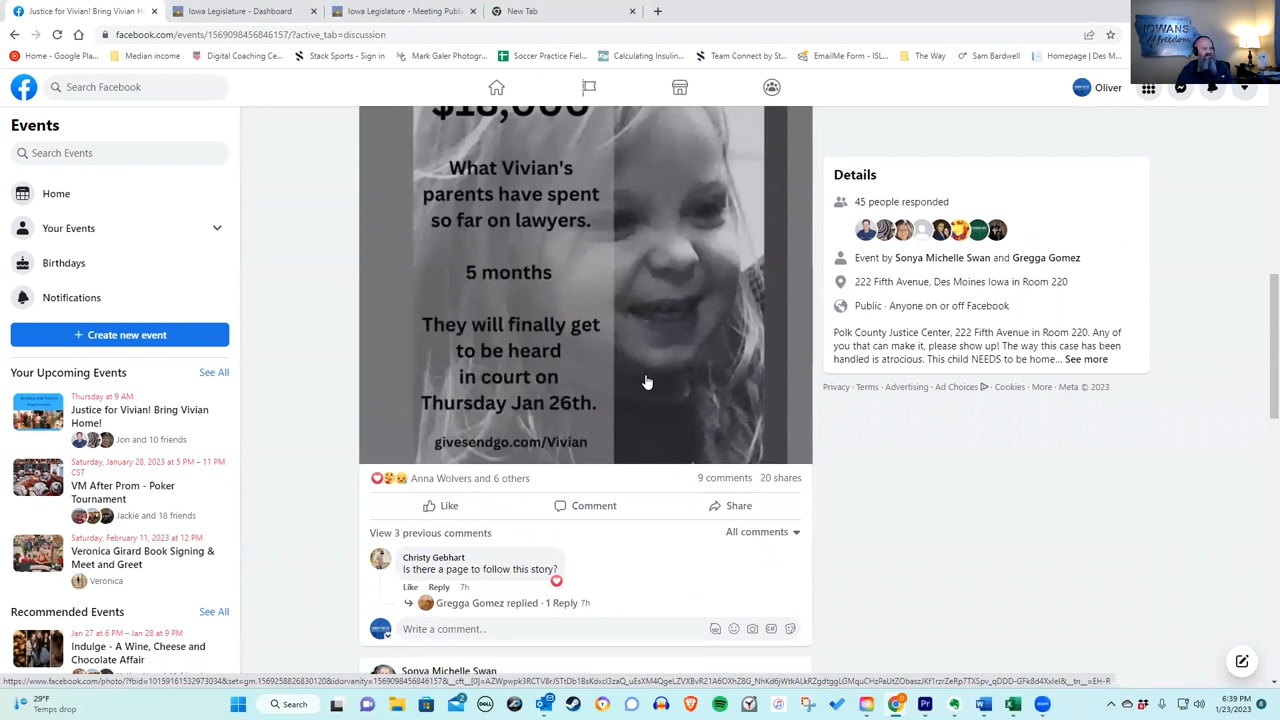 Justice for Vivian! Bring Vivian H
Iowa Legislature - Dashboard
Iowa Legislature - Meeting Publi
New Tab
facebook.com/events/1569098456846157/?active_tab=discussion
Home - Google Pla...
Median income
Digital Coaching Ce...
Stack Sports - Sign in
Mark Galer Photogr...
Soccer Practice Fiel...
Calculating Insulin...
Team Connect by St...
EmailMe Form - ISL...
The Way
Sam Bardwell
Homepage | Des M...
IOWANS
freedom
Search Facebook
Oliver
Events
Search Events
Home
Your Events
Birthdays
Notifications
+ Create new event
Your Upcoming Events
See All
Thursday at 9 AM
Justice for Vivian! Bring Vivian
Home!
Jon and 10 friends
Saturday, January 28, 2023 at 5 PM – 11 PM
CST
VM After Prom - Poker
Tournament
Jackie and 18 friends
Saturday, February 11, 2023 at 12 PM
Veronica Girard Book Signing &
Meet and Greet
Veronica
Recommended Events
See All
Jan 27 at 6 PM – Jan 28 at 9 PM
Indulge - A Wine, Cheese and
Chocolate Affair
$18,000
What Vivian's
parents have spent
so far on lawyers.
5 months
They will finally get
to be heard
in court on
Thursday Jan 26th.
givesendgo.com/Vivian
Anna Wolvers and 6 others
9 comments 20 shares
Like
Comment
Share
View 3 previous comments
All comments
Christy Gebhart
Is there a page to follow this story?
Like Reply 7h
Gregga Gomez replied · 1 Reply 7h
Write a comment...
Sonya Michelle Swan
Details
45 people responded
Event by Sonya Michelle Swan and Gregga Gomez
222 Fifth Avenue, Des Moines Iowa in Room 220
Public · Anyone on or off Facebook
Polk County Justice Center, 222 Fifth Avenue in Room 220. Any of
you that can make it, please show up! The way this case has been
handled is atrocious. This child NEEDS to be home... See more
Privacy · Terms · Advertising · Ad Choices · Cookies · More · Meta © 2023
29°F
Temps drop
Search
6:39 PM
1/23/2023